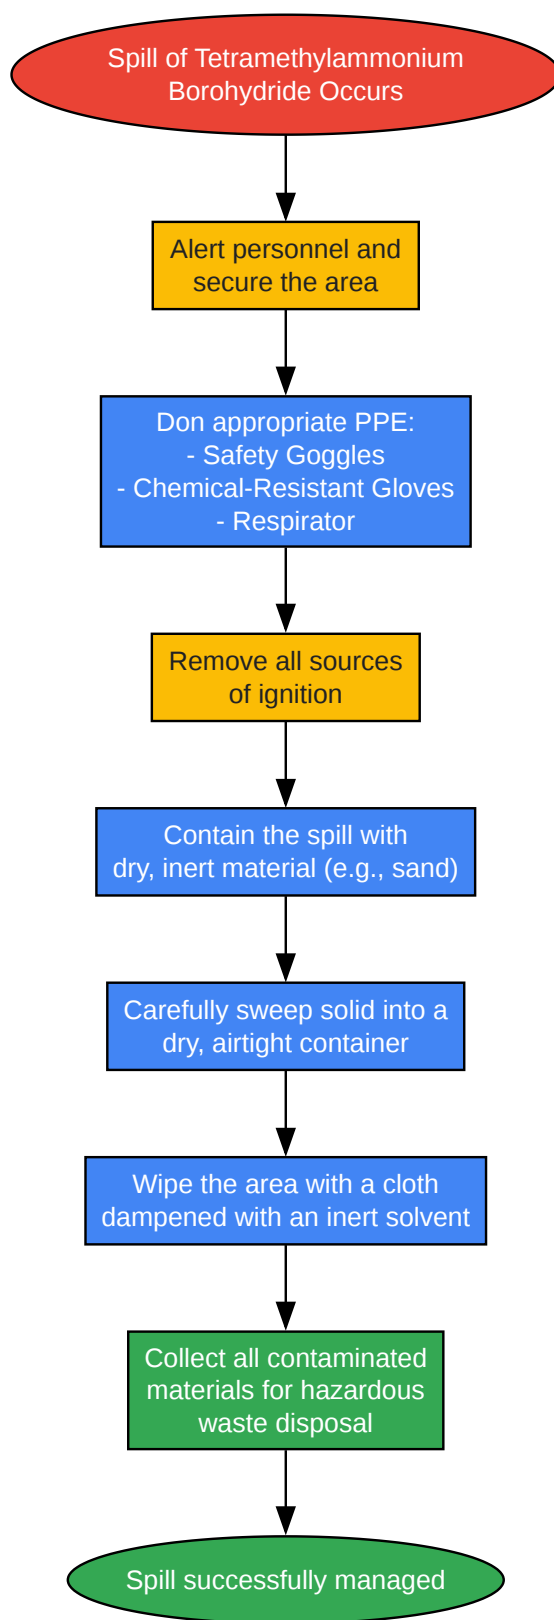 Spill of Tetramethylammonium
Borohydride Occurs
Alert personnel and
secure the area
Don appropriate PPE:
- Safety Goggles
- Chemical-Resistant Gloves
- Respirator
Remove all sources
of ignition
Contain the spill with
dry, inert material (e.g., sand)
Carefully sweep solid into a
dry, airtight container
Wipe the area with a cloth
dampened with an inert solvent
Collect all contaminated
materials for hazardous
waste disposal
Spill successfully managed